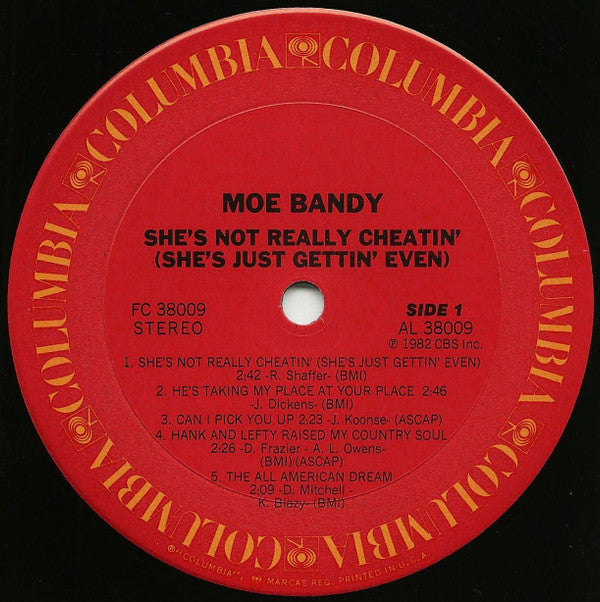 COLUMBIA COLUMBIA COLUMBIA COLUMBIA COLUMBIA COLUMBIA
MOE BANDY
SHE'S NOT REALLY CHEATIN'
(SHE'S JUST GETTIN' EVEN)
FC 38009
STEREO
SIDE 1
AL 38009
℗ 1982 CBS Inc.
1. SHE'S NOT REALLY CHEATIN' (SHE'S JUST GETTIN' EVEN)
2:42 -R. Shaffer- (BMI)
2. HE'S TAKING MY PLACE AT YOUR PLACE 2:46
-J. Dickens- (BMI)
3. CAN I PICK YOU UP 2:23 -J. Koonse- (ASCAP)
4. HANK AND LEFTY RAISED MY COUNTRY SOUL
2:26 -D. Frazier - A. L. Owens-
(BMI)(ASCAP)
5. THE ALL AMERICAN DREAM
2:09 -D. Mitchell -
K. Blazy- (BMI)
®"COLUMBIA", MARCAS REG. PRINTED IN U.S.A.